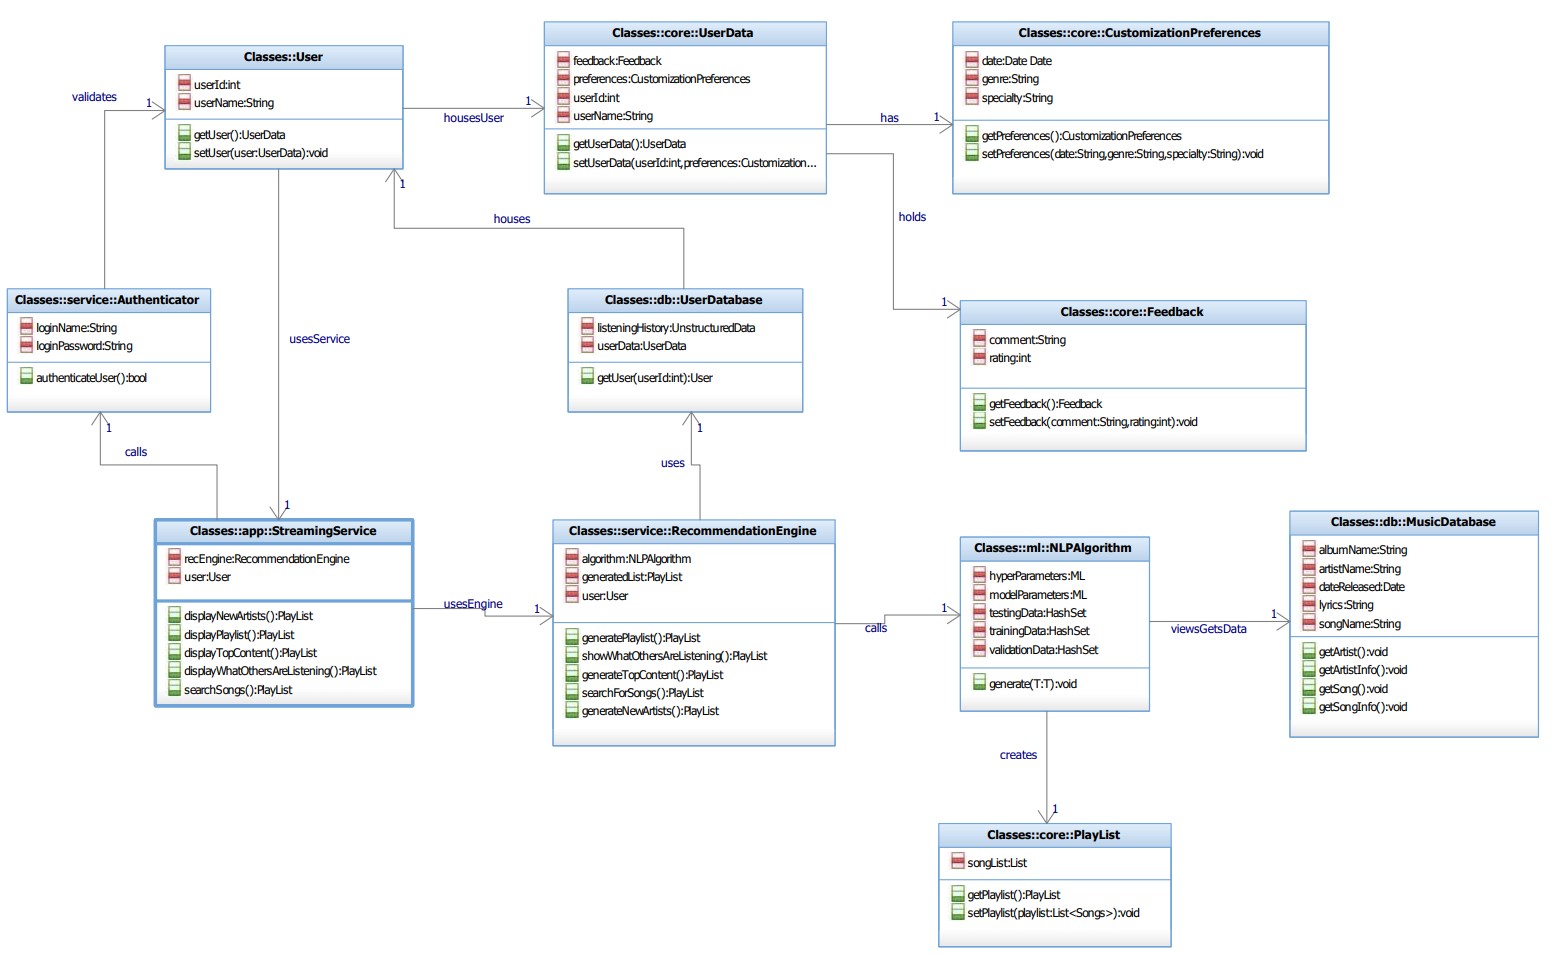 Classes::User
userId:int
userName:String
getUser():UserData
setUser(user:UserData):void
validates
1
housesUser
1
Classes::core::UserData
feedback:Feedback
preferences:CustomizationPreferences
userId:int
userName:String
getUserData():UserData
setUserData(userId:int,preferences:Customization...
has
1
Classes::core::CustomizationPreferences
date:Date Date
genre:String
specialty:String
getPreferences():CustomizationPreferences
setPreferences(date:String,genre:String,specialty:String):void
1
houses
holds
1
Classes::service::Authenticator
loginName:String
loginPassword:String
authenticateUser():bool
usesService
Classes::db::UserDatabase
listeningHistory:UnstructuredData
userData:UserData
getUser(userId:int):User
Classes::core::Feedback
comment:String
rating:int
getFeedback():Feedback
setFeedback(comment:String,rating:int):void
1
calls
1
uses
1
Classes::app::StreamingService
recEngine:RecommendationEngine
user:User
displayNewArtists():PlayList
displayPlaylist():PlayList
displayTopContent():PlayList
displayWhatOthersAreListening():PlayList
searchSongs():PlayList
usesEngine
1
Classes::service::RecommendationEngine
algorithm:NLPAlgorithm
generatedList:PlayList
user:User
generatePlaylist():PlayList
showWhatOthersAreListening():PlayList
generateTopContent():PlayList
searchForSongs():PlayList
generateNewArtists():PlayList
calls
1
Classes::ml::NLPAlgorithm
hyperParameters:ML
modelParameters:ML
testingData:HashSet
trainingData:HashSet
validationData:HashSet
generate(T:T):void
viewsGetsData
1
Classes::db::MusicDatabase
albumName:String
artistName:String
dateReleased:Date
lyrics:String
songName:String
getArtist():void
getArtistInfo():void
getSong():void
getSongInfo():void
creates
1
Classes::core::PlayList
songList:List
getPlaylist():PlayList
setPlaylist(playlist:List<Songs>):void